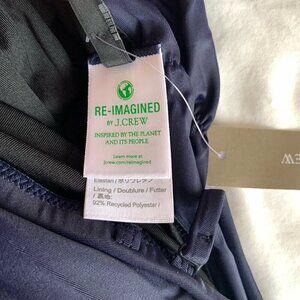 RE-IMAGINED
BY J.CREW
INSPIRED BY THE PLANET
AND ITS PEOPLE
Learn more at
jcrew.com/reimagined
Elastan / ポリウレタン
Lining / Doublure / Futter
/ 裏地:
92% Recycled Polyester /